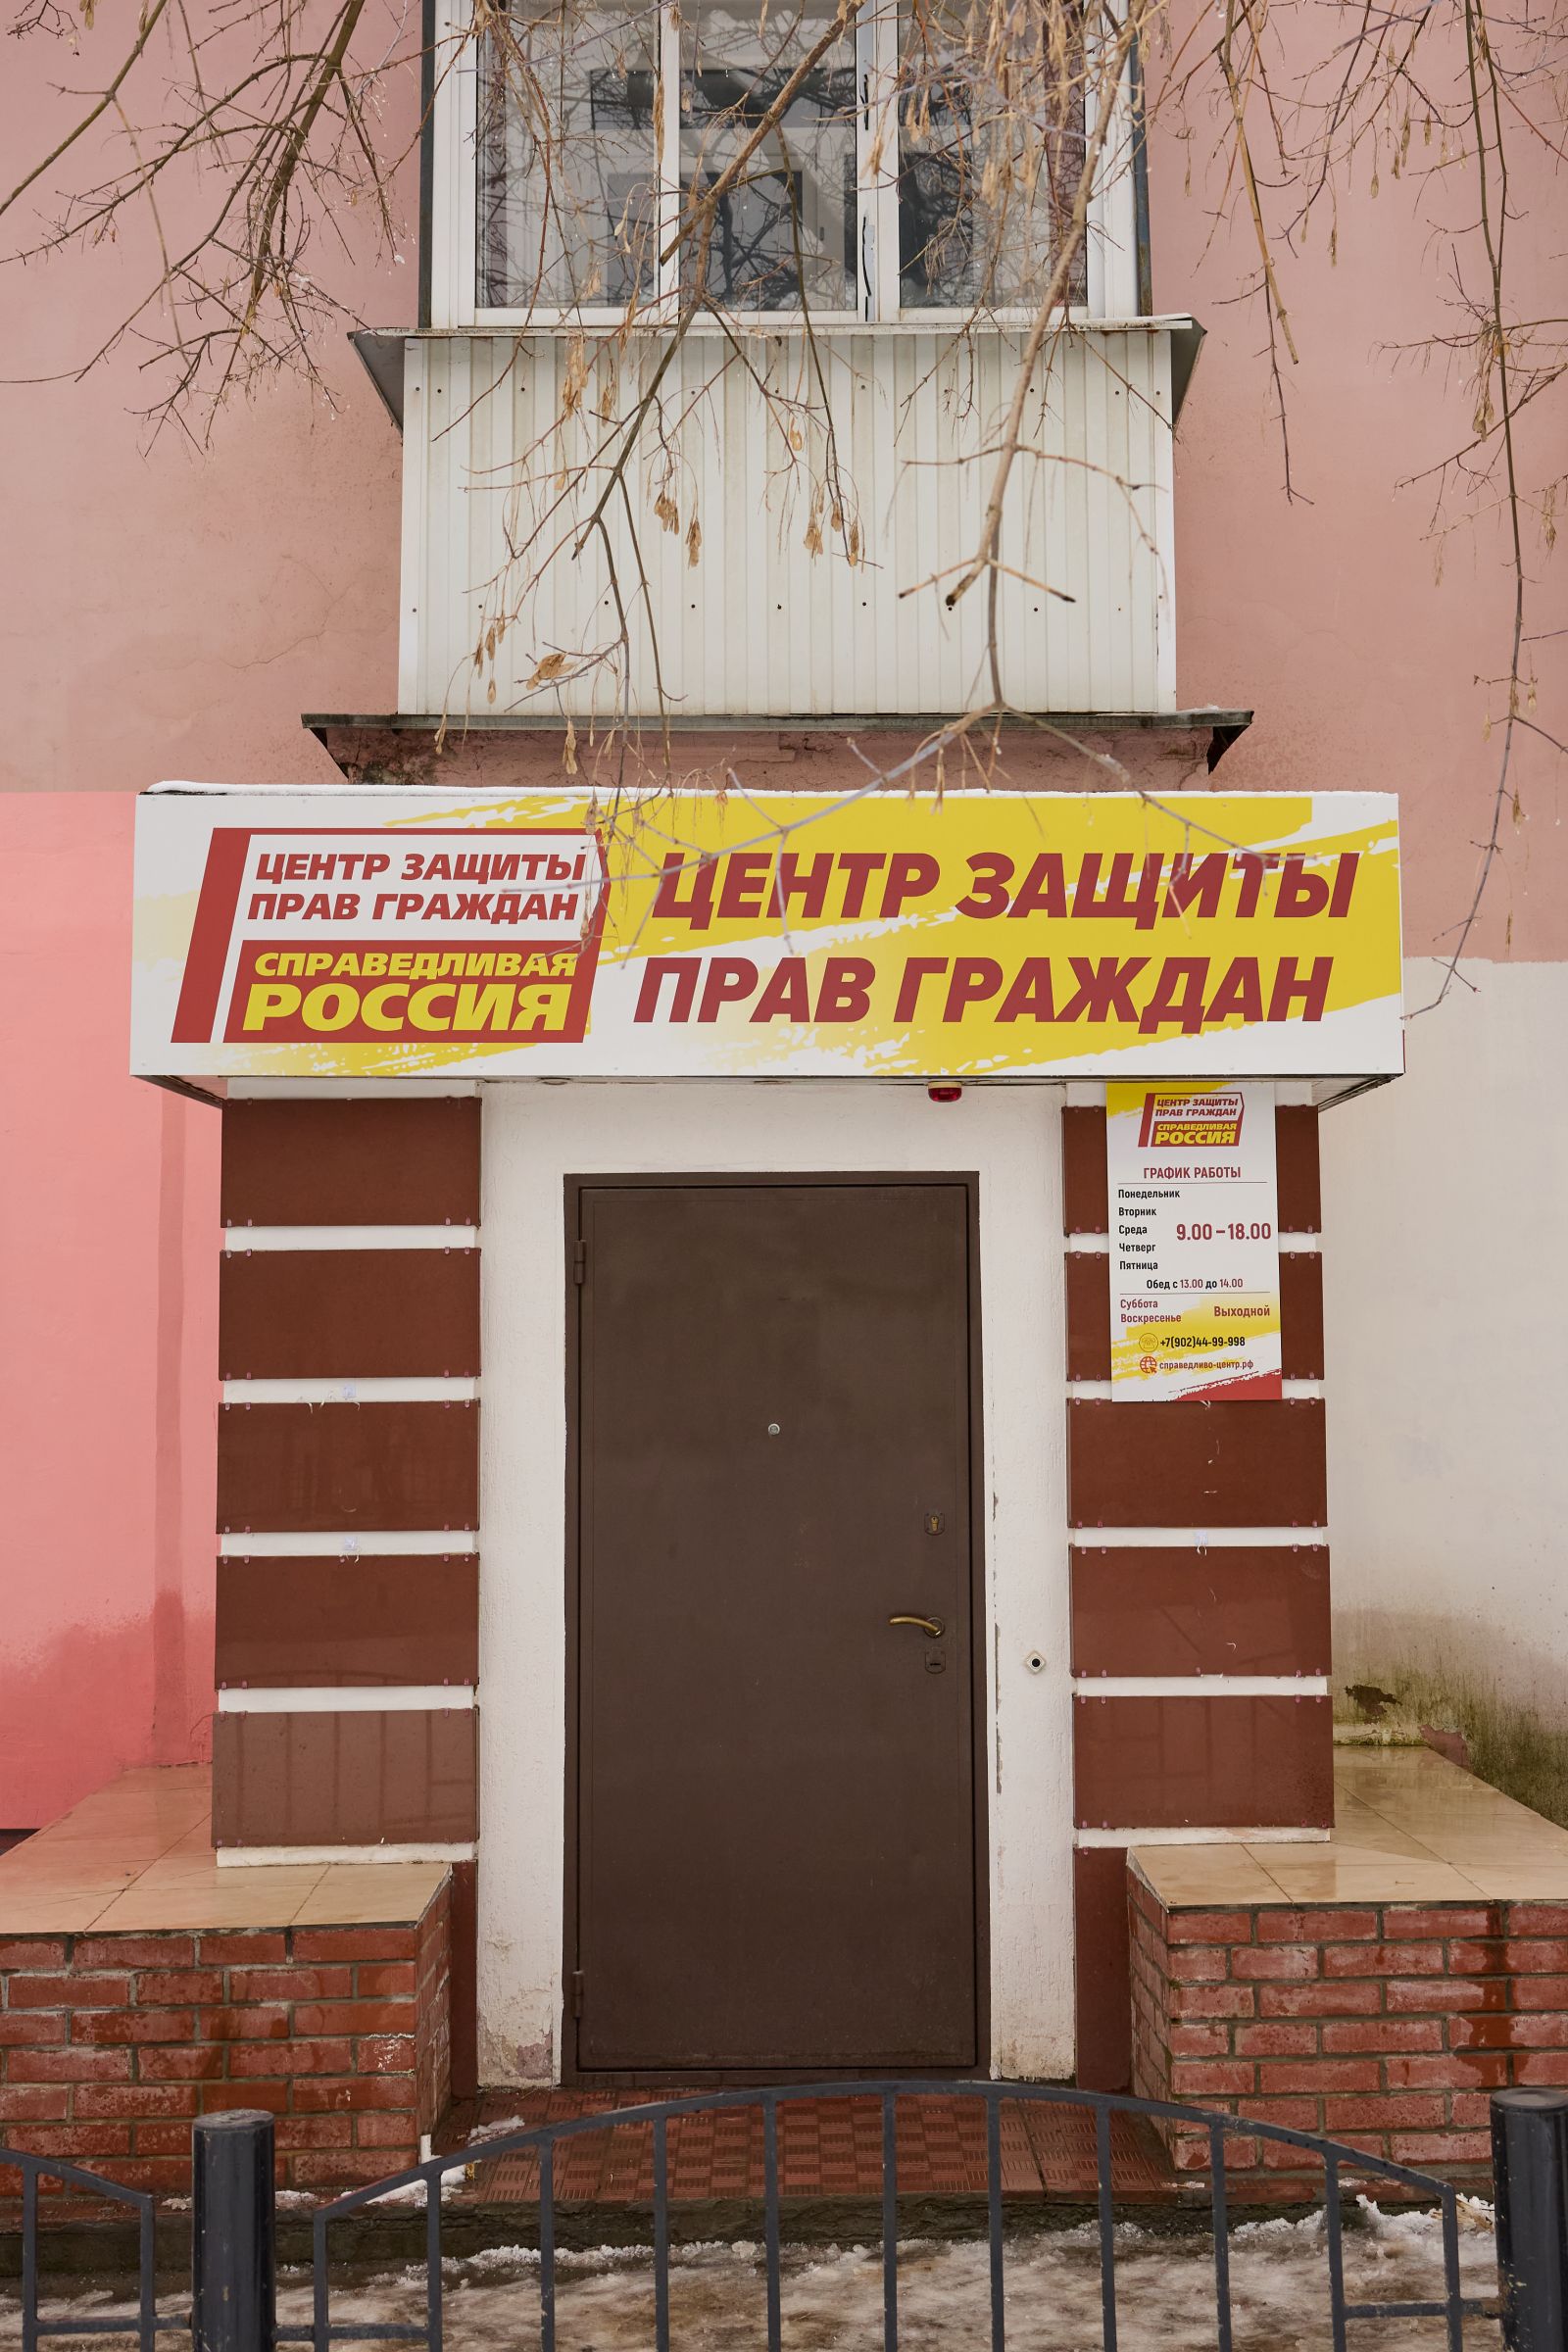 ЦЕНТР ЗАЩИТЫ
ПРАВ ГРАЖДАН
СПРАВЕДЛИВАЯ
РОССИЯ
ЦЕНТР ЗАЩИТЫ
ПРАВ ГРАЖДАН
ЦЕНТР ЗАЩИТЫ
ПРАВ ГРАЖДАН
СПРАВЕДЛИВАЯ
РОССИЯ
ГРАФИК РАБОТЫ
Понедельник
Вторник
Среда 9.00 – 18.00
Четверг
Пятница
Обед с 13.00 до 14.00
Суббота
Воскресенье Выходной
+7(902)44-99-998
справедливо-центр.рф